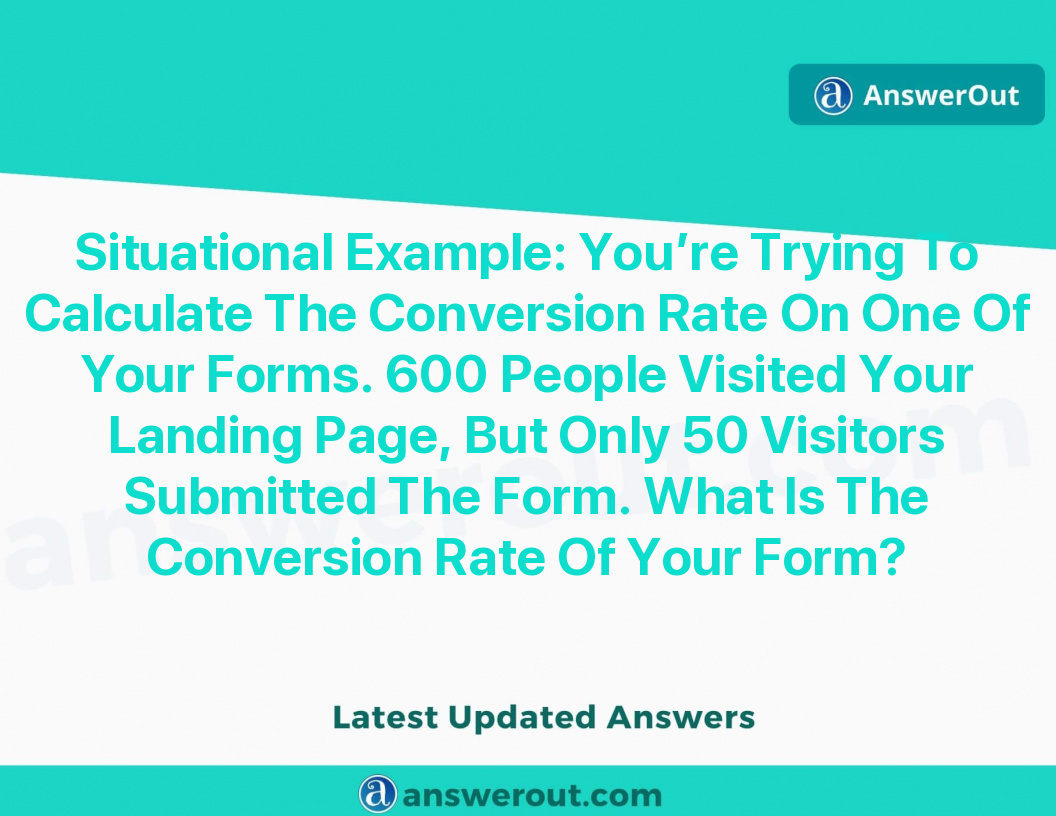 AnswerOut
Situational Example: You’re Trying To
Calculate The Conversion Rate On One Of
Your Forms. 600 People Visited Your
Landing Page, But Only 50 Visitors
Submitted The Form. What Is The
Conversion Rate Of Your Form?
answerout.com
Latest Updated Answers
answerout.com